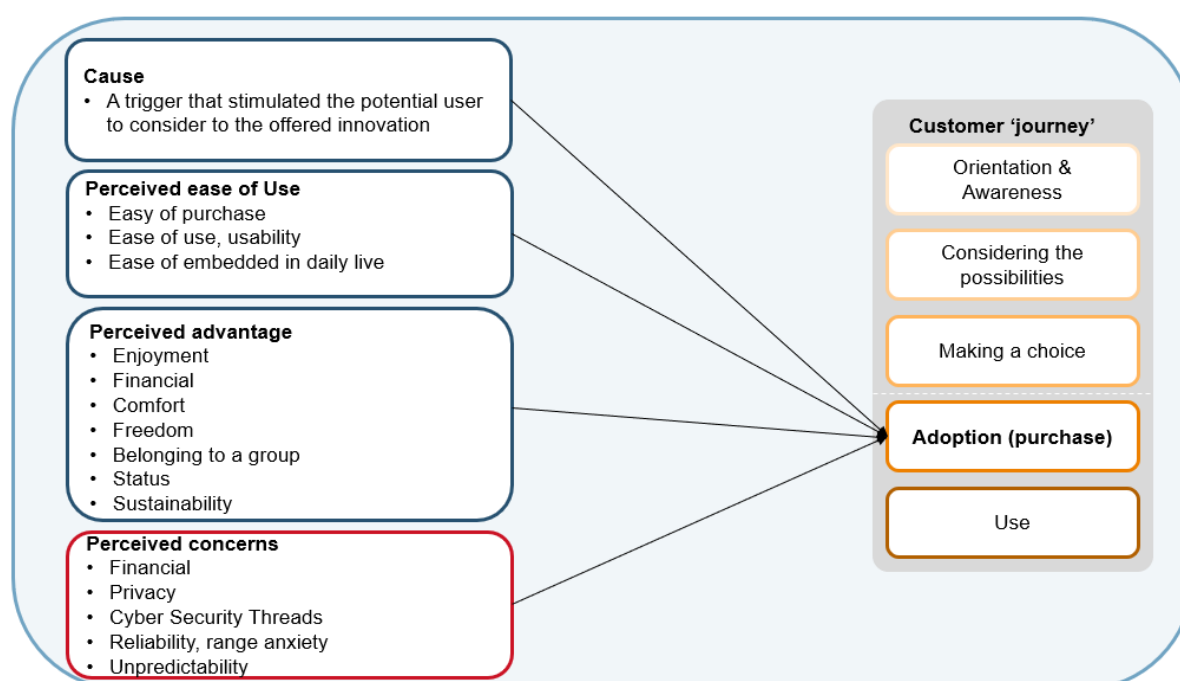 Cause
• A trigger that stimulated the potential user
to consider to the offered innovation
Perceived ease of Use
• Easy of purchase
• Ease of use, usability
• Ease of embedded in daily live
Perceived advantage
• Enjoyment
• Financial
• Comfort
• Freedom
• Belonging to a group
• Status
• Sustainability
Perceived concerns
• Financial
• Privacy
• Cyber Security Threads
• Reliability, range anxiety
• Unpredictability
Customer ‘journey’
Orientation &
Awareness
Considering the
possibilities
Making a choice
Adoption (purchase)
Use